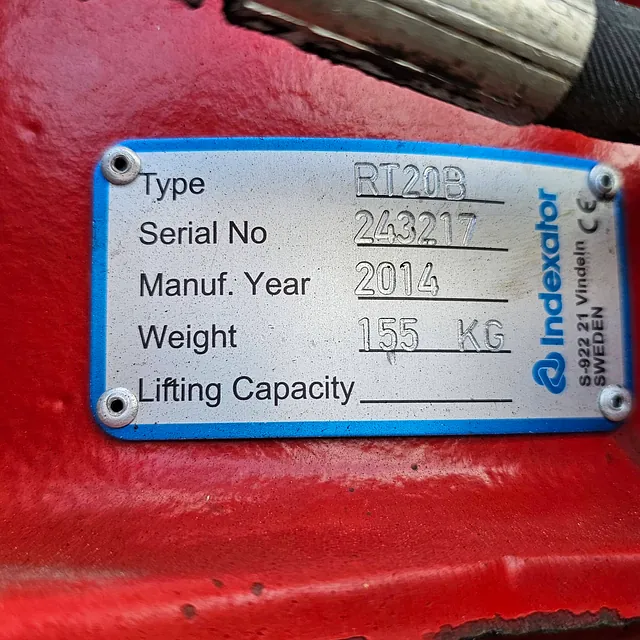 Type RT20B
Serial No 243217
Manuf. Year 2014
Weight 155 KG
Lifting Capacity
Indexator
S-922 21 Vindeln CE
SWEDEN